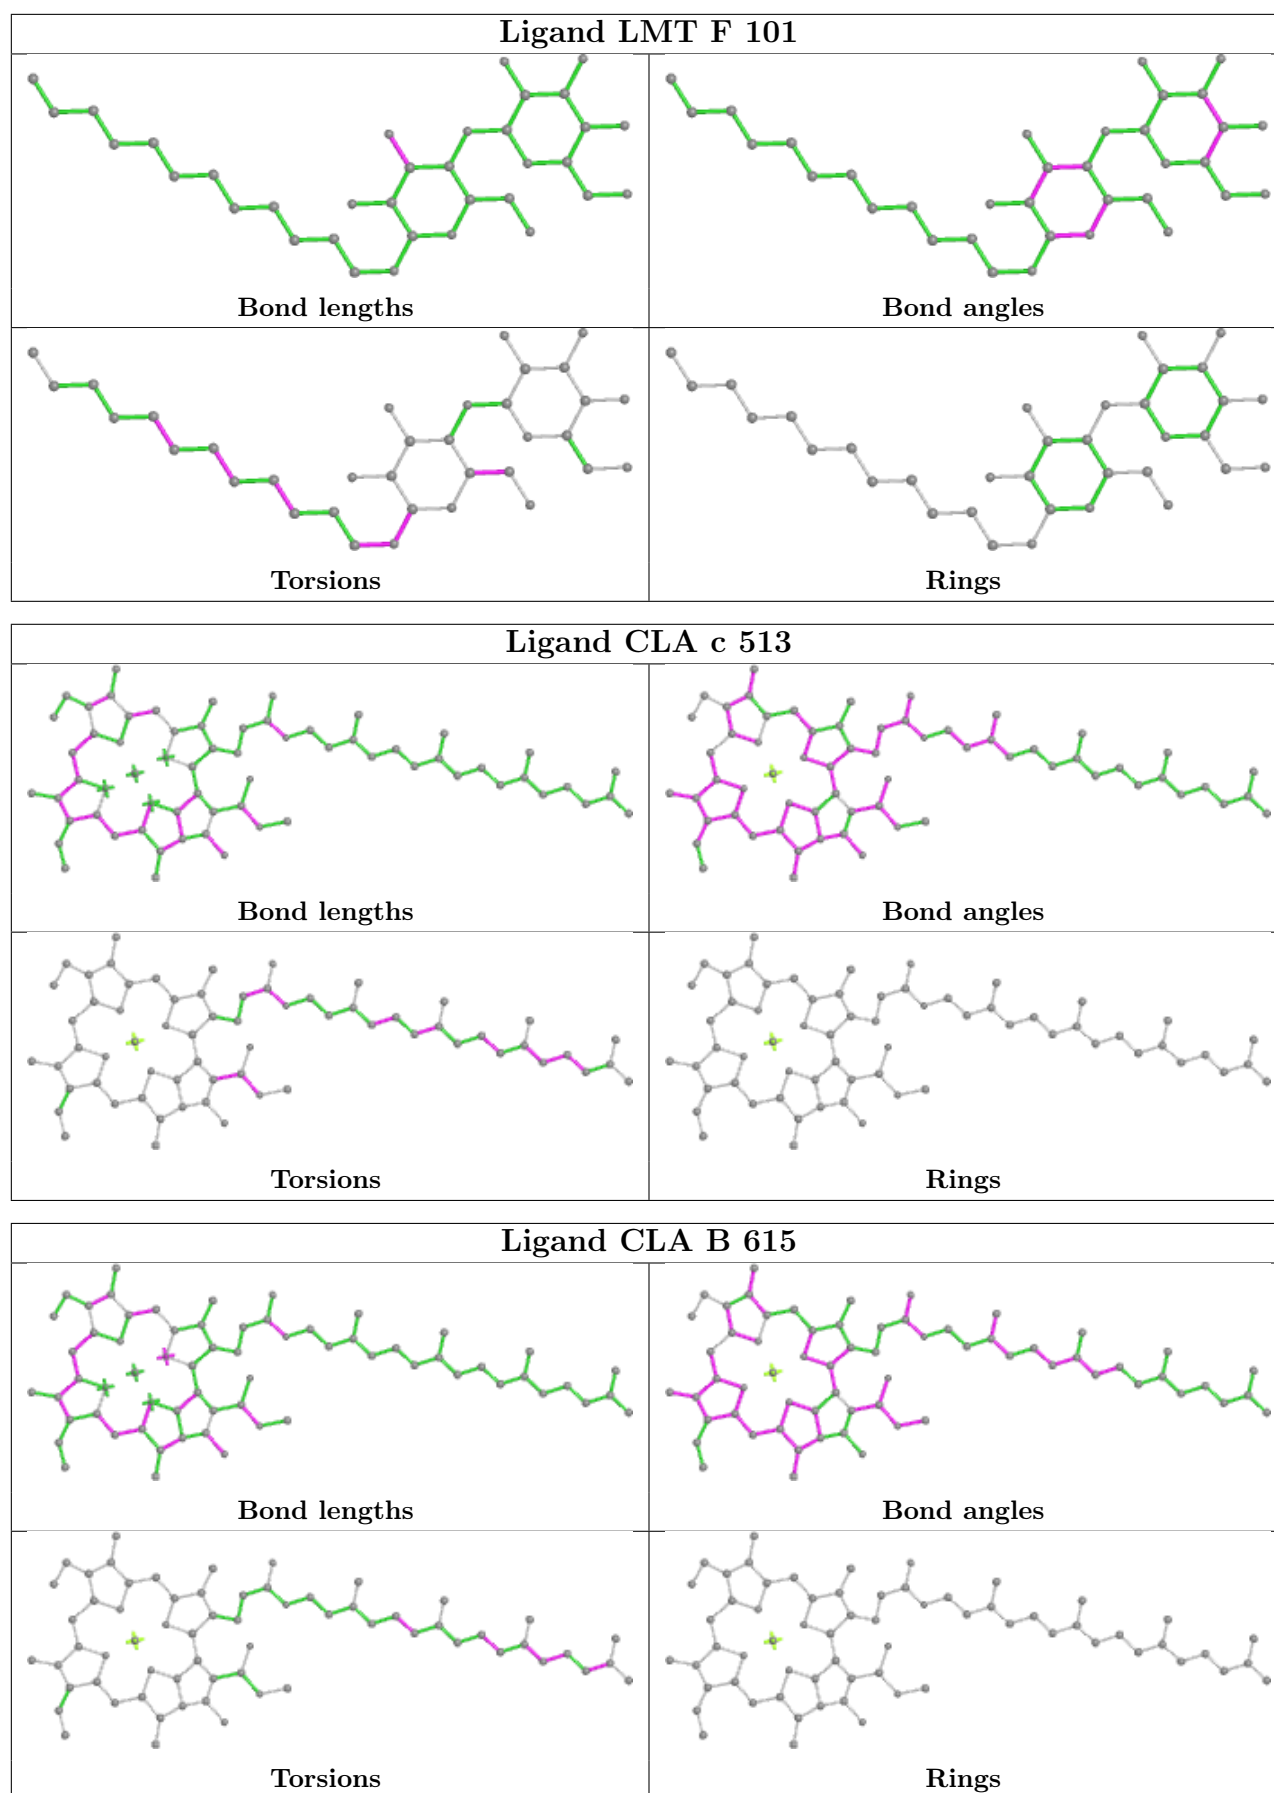 Ligand LMT F 101
Bond lengths
Bond angles
Torsions
Rings
Ligand CLA c 513
Bond lengths
Bond angles
Torsions
Rings
Ligand CLA B 615
Bond lengths
Bond angles
Torsions
Rings